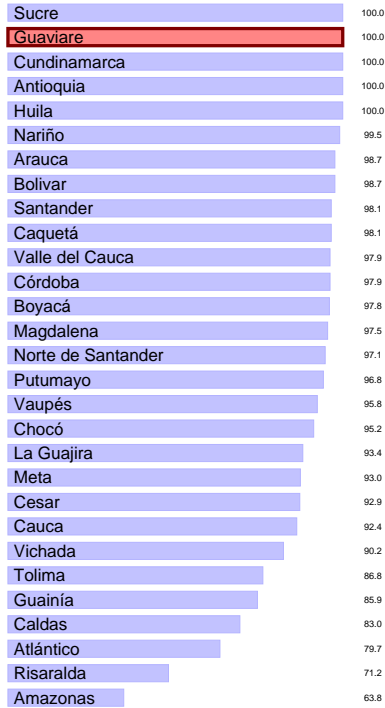 Sucre 100.0
Guaviare 100.0
Cundinamarca 100.0
Antioquia 100.0
Huila 100.0
Nariño 99.5
Arauca 98.7
Bolivar 98.7
Santander 98.1
Caquetá 98.1
Valle del Cauca 97.9
Córdoba 97.9
Boyacá 97.8
Magdalena 97.5
Norte de Santander 97.1
Putumayo 96.8
Vaupés 95.8
Chocó 95.2
La Guajira 93.4
Meta 93.0
Cesar 92.9
Cauca 92.4
Vichada 90.2
Tolima 86.8
Guainía 85.9
Caldas 83.0
Atlántico 79.7
Risaralda 71.2
Amazonas 63.8